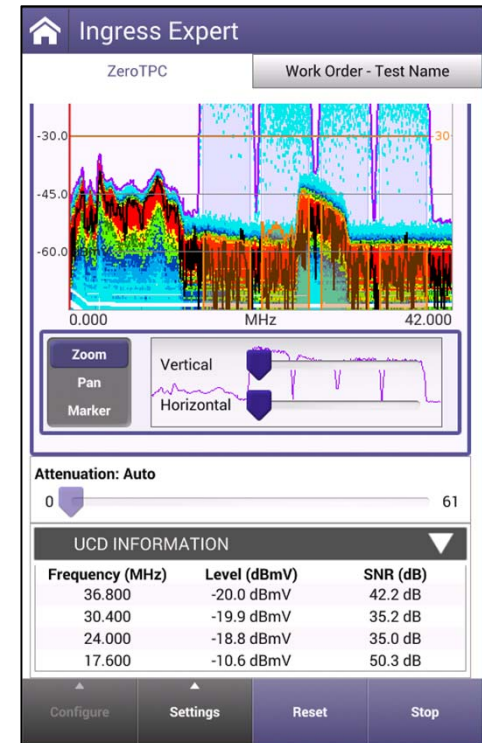 Ingress Expert
ZeroTPC
Work Order - Test Name
-30.0
30
-45.0
-60.0
0.000 MHz 42.000
Zoom
Pan
Marker
Vertical
Horizontal
Attenuation: Auto
0 61
UCD INFORMATION
Frequency (MHz) Level (dBmV) SNR (dB)
36.800 -20.0 dBmV 42.2 dB
30.400 -19.9 dBmV 35.2 dB
24.000 -18.8 dBmV 35.0 dB
17.600 -10.6 dBmV 50.3 dB
Configure Settings Reset Stop